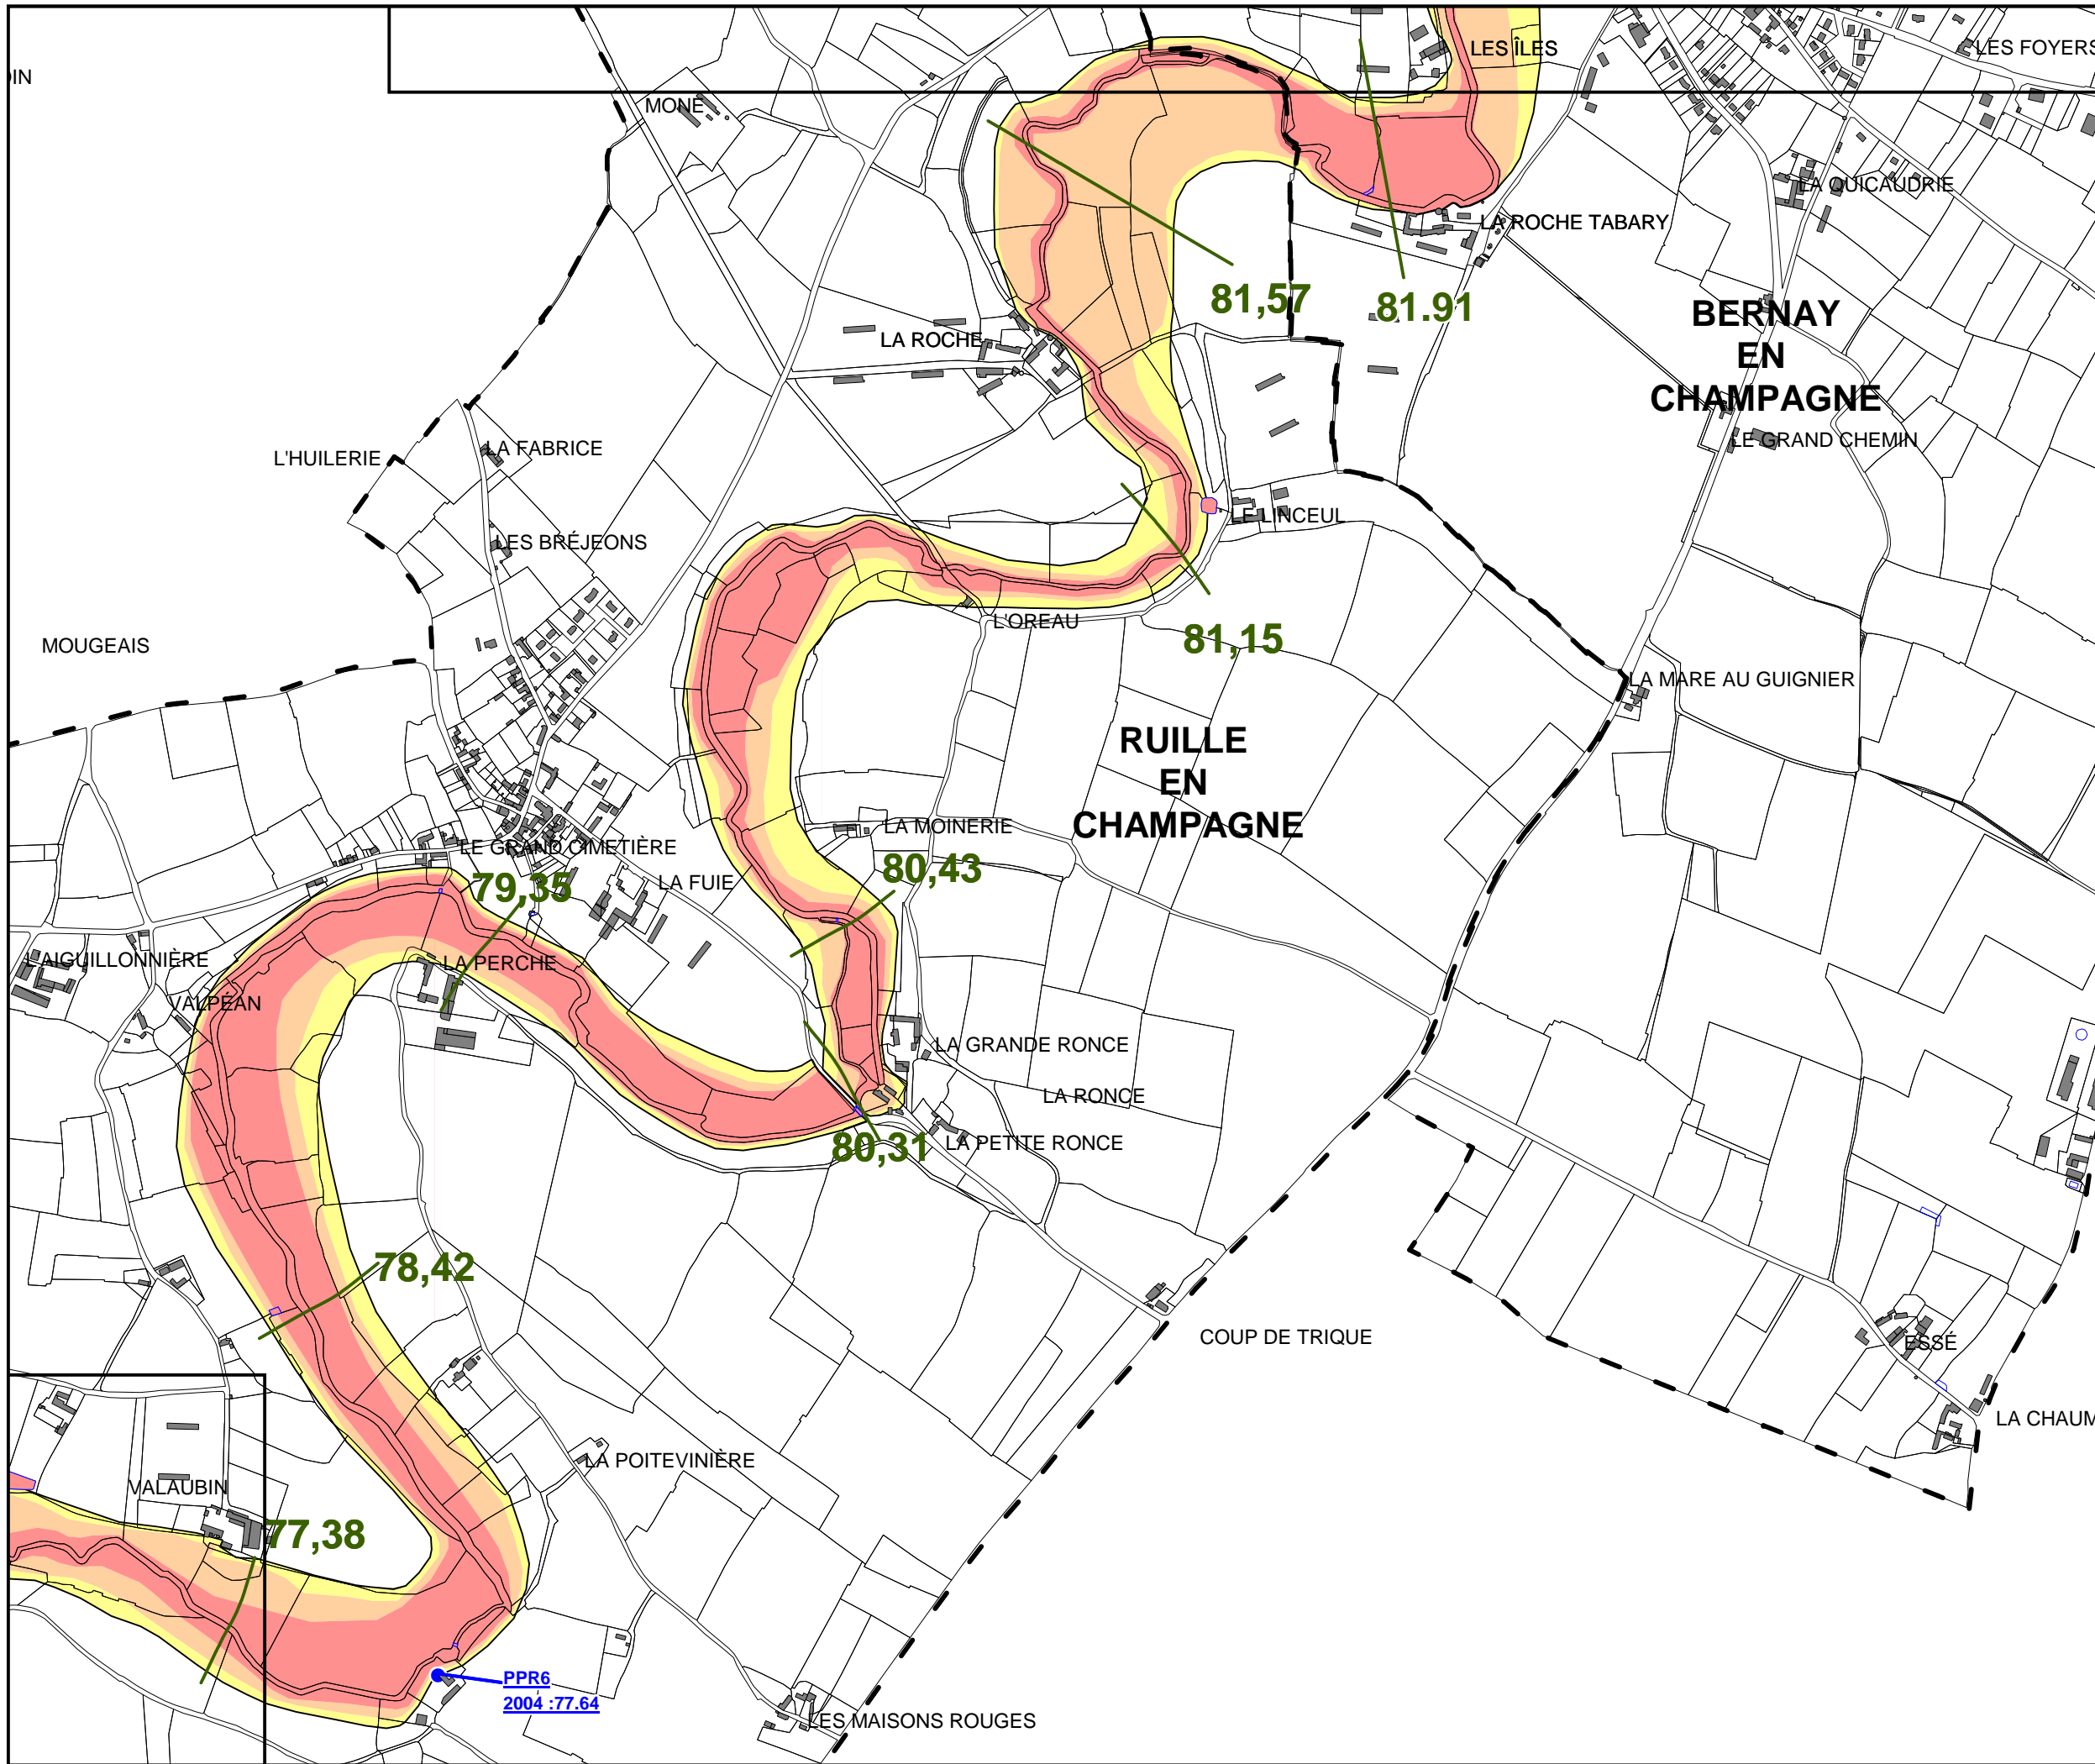 LES ÎLES
LES FOYERS
MONÉ
LA QUICAUDRIE
LA ROCHE TABARY
81,57
81.91
BERNAY
EN
CHAMPAGNE
LA ROCHE
LE GRAND CHEMIN
L'HUILERIE
LA FABRICE
LE LINCEUL
LES BRÉJEONS
L'OREAU
81,15
MOUGEAIS
LA MARE AU GUIGNIER
RUILLE
EN
CHAMPAGNE
LA MOINERIE
LE GRAND CIMETIÈRE
80,43
79,35
LA FUIE
L'AIGUILLONNIÈRE
LA PERCHE
VALPÉAN
LA GRANDE RONCE
LA RONCE
80,31
LA PETITE RONCE
78,42
COUP DE TRIQUE
ESSÉ
LA CHAUM
LA POITEVINIÈRE
VALAUBIN
77,38
PPR6
2004 :77.64
LES MAISONS ROUGES